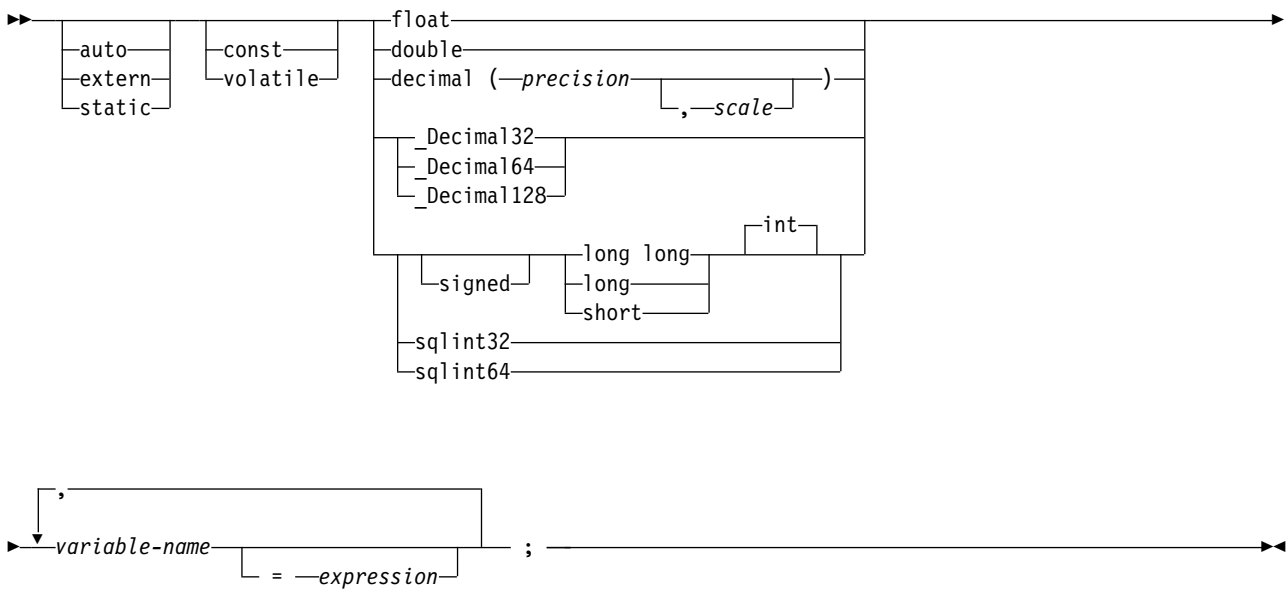 float
auto const double
extern volatile decimal ( precision )
static , scale
_Decimal32
_Decimal64
_Decimal128
int
long long
signed long
short
sqlint32
sqlint64
,
variable-name ;
= expression